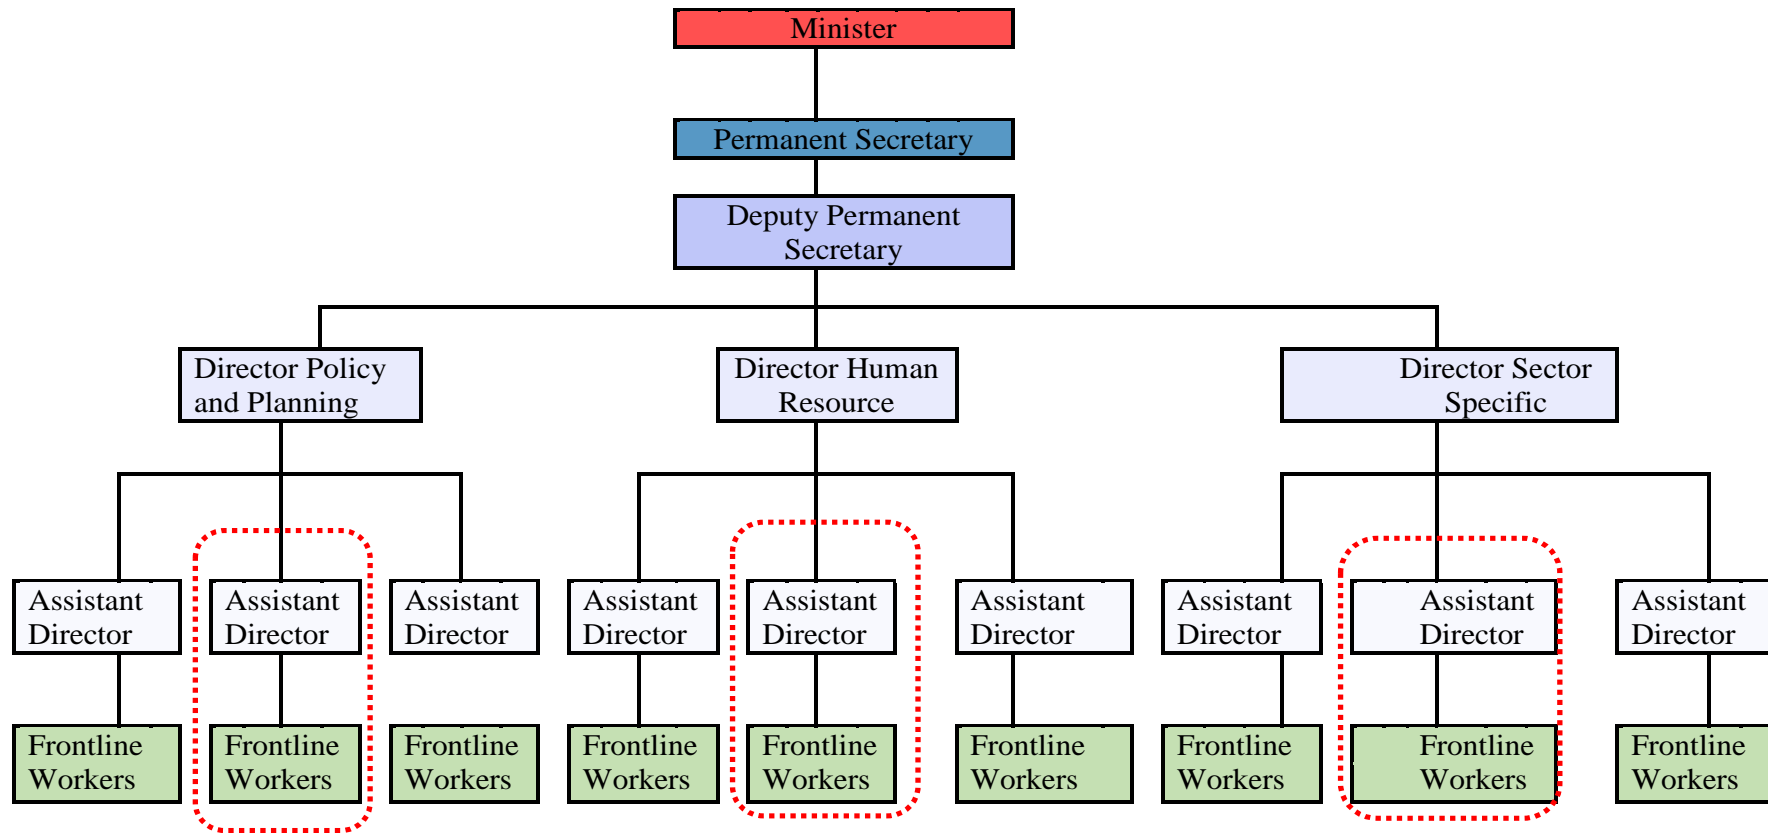 Minister
Permanent Secretary
Deputy Permanent
Secretary
Director Policy
and Planning
Director Human
Resource
Director Sector
Specific
Assistant
Director
Assistant
Director
Assistant
Director
Assistant
Director
Assistant
Director
Assistant
Director
Assistant
Director
Assistant
Director
Assistant
Director
Frontline
Workers
Frontline
Workers
Frontline
Workers
Frontline
Workers
Frontline
Workers
Frontline
Workers
Frontline
Workers
Frontline
Workers
Frontline
Workers